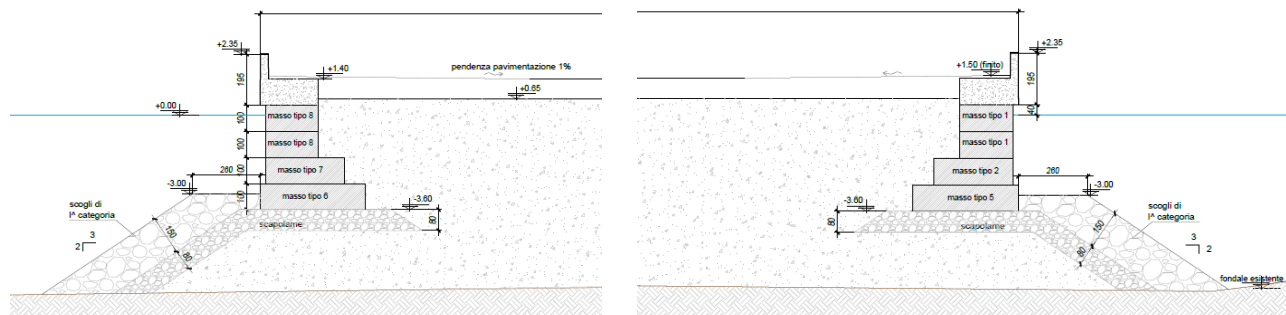 +2.35
+1.40
pendenza pavimentazione 1%
195
+0.65
+0.00
100
masso tipo 8
100
masso tipo 8
260
100
masso tipo 7
-3.00
100
masso tipo 6
-3.60
80
scogli di
I^ categoria
scapolame
3
2
150
80
+2.35
+1.50 (finito)
195
40
masso tipo 1
masso tipo 1
masso tipo 2
260
-3.00
masso tipo 5
-3.60
80
scapolame
scogli di
I^ categoria
150
80
3
2
fondale esistente